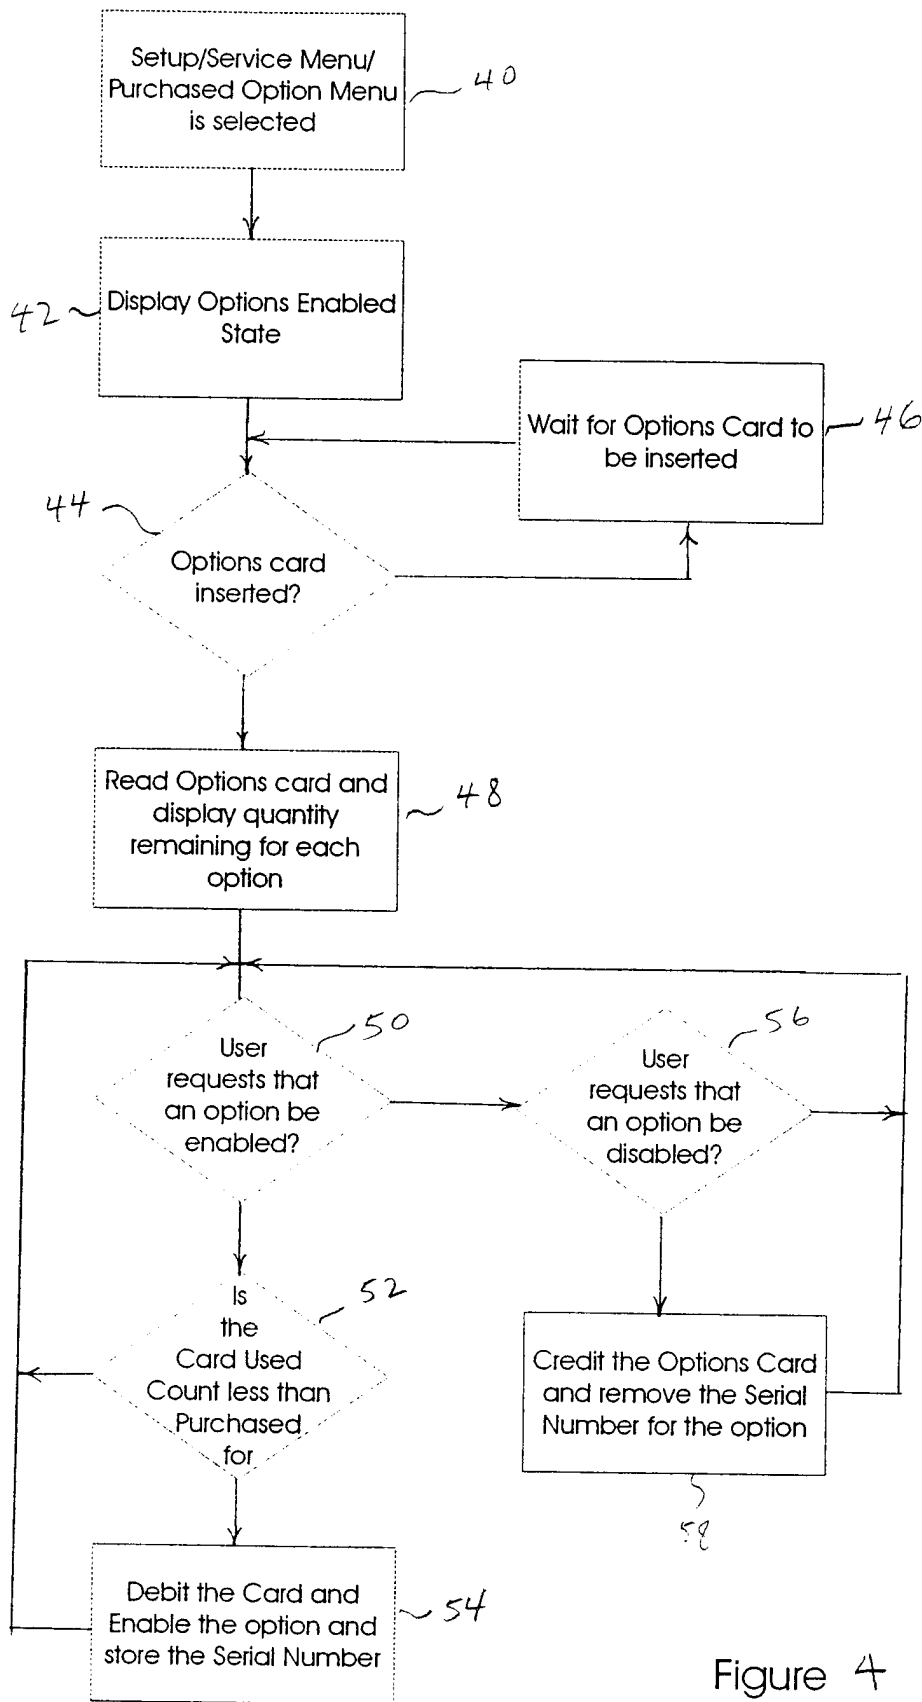 Setup/Service Menu/
Purchased Option Menu
is selected
40
Display Options Enabled
State
42
Wait for Options Card to
be inserted
46
44
Options card
inserted?
Read Options card and
display quantity
remaining for each
option
48
50
User
requests that
an option be
enabled?
56
User
requests that
an option be
disabled?
52
Is
the
Card Used
Count less than
Purchased
for
Credit the Options Card
and remove the Serial
Number for the option
58
Debit the Card and
Enable the option and
store the Serial Number
54
Figure 4